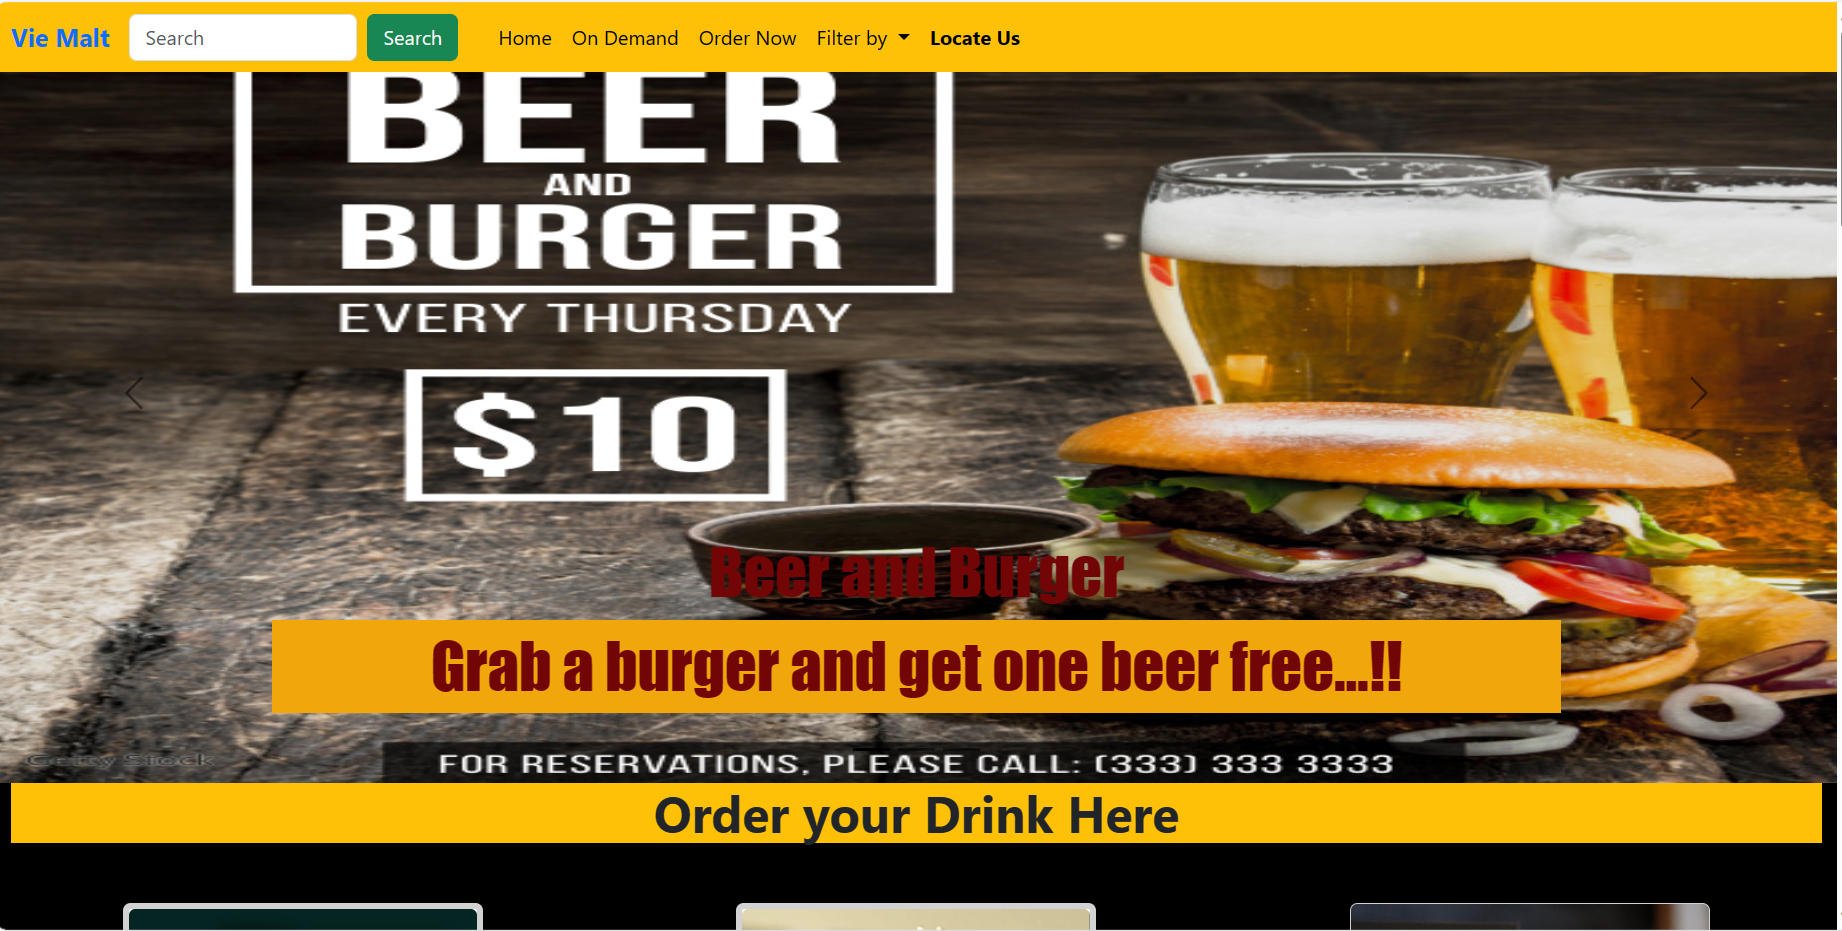 Vie Malt Search Search Home On Demand Order Now Filter by Locate Us
BEER
AND
BURGER
EVERY THURSDAY
$10
Beer and Burger
Grab a burger and get one beer free...!!
Getty Stock
FOR RESERVATIONS, PLEASE CALL: (333) 333 3333
Order your Drink Here